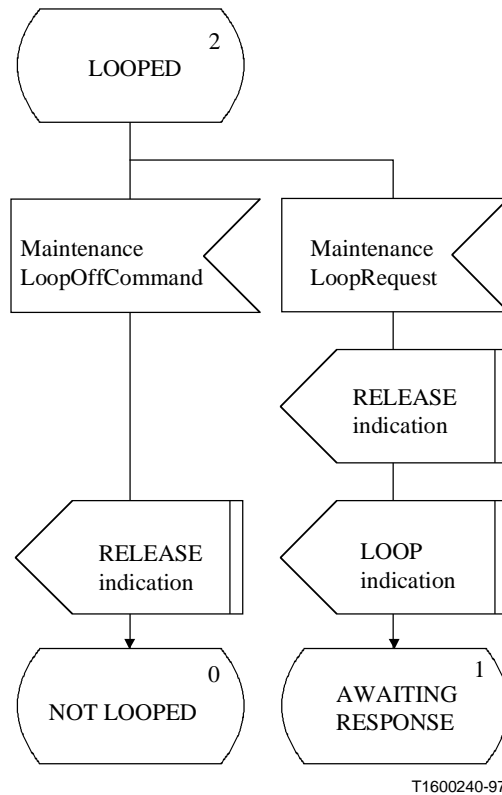 2
LOOPED
Maintenance
LoopOffCommand
Maintenance
LoopRequest
RELEASE
indication
RELEASE
indication
LOOP
indication
0
NOT LOOPED
1
AWAITING
RESPONSE
T1600240-97